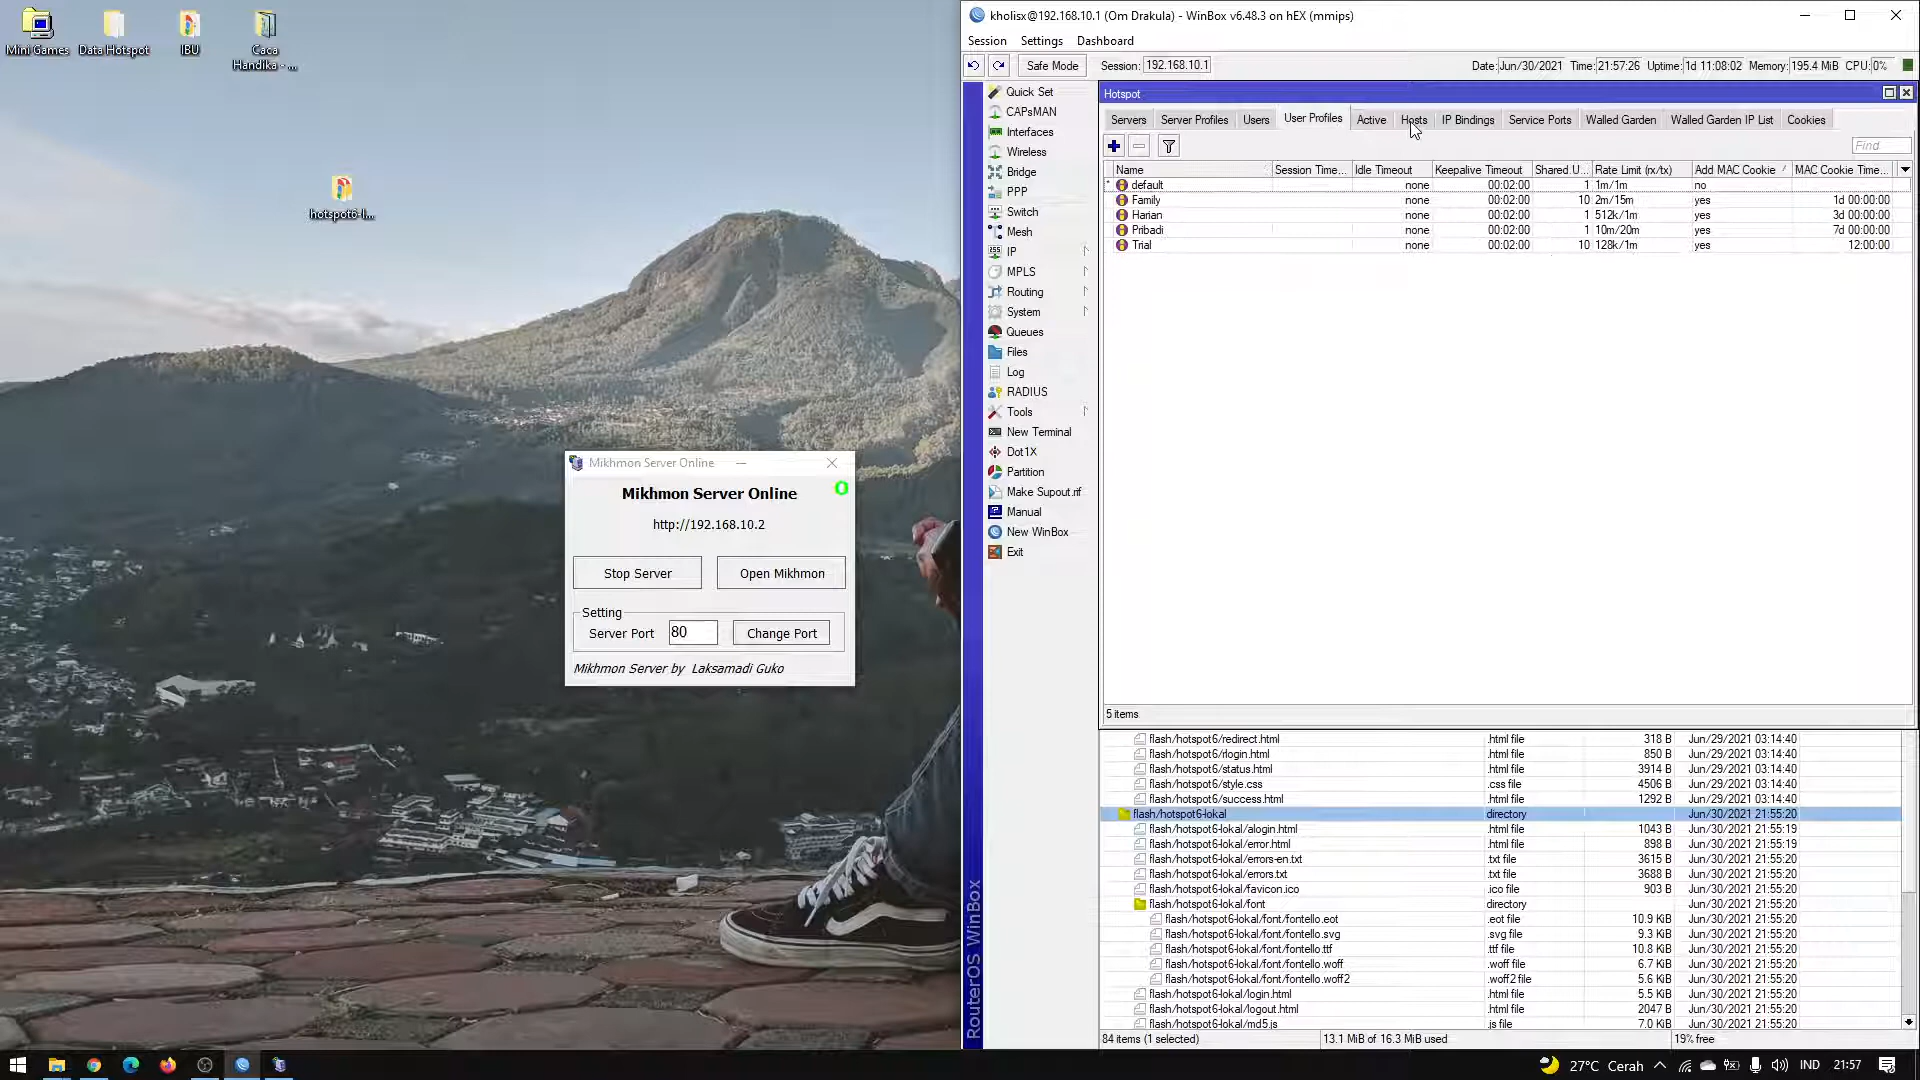 Mini Games
Data Hotspot
IBU
Caca
Handika - ...
hotspot6-l...
Mikhmon Server Online
Mikhmon Server Online
http://192.168.10.2
Stop Server
Open Mikhmon
Setting
Server Port
80
Change Port
Mikhmon Server by Laksamadi Guko
kholisx@192.168.10.1 (Om Drakula) - WinBox v6.48.3 on hEX (mmips)
Session Settings Dashboard
Safe Mode Session: 192.168.10.1 Date: Jun/30/2021 Time: 21:57:26 Uptime: 1d 11:08:02 Memory: 195.4 MiB CPU: 0%
RouterOS WinBox
Quick Set
CAPsMAN
Interfaces
Wireless
Bridge
PPP
Switch
Mesh
IP
MPLS
Routing
System
Queues
Files
Log
RADIUS
Tools
New Terminal
Dot1X
Partition
Make Supout.rif
Manual
New WinBox
Exit
Hotspot
Servers Server Profiles Users User Profiles Active Hosts IP Bindings Service Ports Walled Garden Walled Garden IP List Cookies
Find
Name Session Time... Idle Timeout Keepalive Timeout Shared U... Rate Limit (rx/tx) Add MAC Cookie MAC Cookie Time...
* default none 00:02:00 1 1m/1m no
Family none 00:02:00 10 2m/15m yes 1d 00:00:00
Harian none 00:02:00 1 512k/1m yes 3d 00:00:00
Pribadi none 00:02:00 1 10m/20m yes 7d 00:00:00
Trial none 00:02:00 10 128k/1m yes 12:00:00
5 items
flash/hotspot6/redirect.html .html file 318 B Jun/29/2021 03:14:40
flash/hotspot6/rlogin.html .html file 850 B Jun/29/2021 03:14:40
flash/hotspot6/status.html .html file 3914 B Jun/29/2021 03:14:40
flash/hotspot6/style.css .css file 4506 B Jun/29/2021 03:14:40
flash/hotspot6/success.html .html file 1292 B Jun/29/2021 03:14:40
flash/hotspot6-lokal directory Jun/30/2021 21:55:20
flash/hotspot6-lokal/alogin.html .html file 1043 B Jun/30/2021 21:55:19
flash/hotspot6-lokal/error.html .html file 898 B Jun/30/2021 21:55:19
flash/hotspot6-lokal/errors-en.txt .txt file 3615 B Jun/30/2021 21:55:20
flash/hotspot6-lokal/errors.txt .txt file 3688 B Jun/30/2021 21:55:20
flash/hotspot6-lokal/favicon.ico .ico file 903 B Jun/30/2021 21:55:20
flash/hotspot6-lokal/font directory Jun/30/2021 21:55:20
flash/hotspot6-lokal/font/fontello.eot .eot file 10.9 KiB Jun/30/2021 21:55:20
flash/hotspot6-lokal/font/fontello.svg .svg file 9.3 KiB Jun/30/2021 21:55:20
flash/hotspot6-lokal/font/fontello.ttf .ttf file 10.8 KiB Jun/30/2021 21:55:20
flash/hotspot6-lokal/font/fontello.woff .woff file 6.7 KiB Jun/30/2021 21:55:20
flash/hotspot6-lokal/font/fontello.woff2 .woff2 file 5.6 KiB Jun/30/2021 21:55:20
flash/hotspot6-lokal/login.html .html file 5.5 KiB Jun/30/2021 21:55:20
flash/hotspot6-lokal/logout.html .html file 2047 B Jun/30/2021 21:55:20
flash/hotspot6-lokal/md5.js .js file 7.0 KiB Jun/30/2021 21:55:20
84 items (1 selected) 13.1 MiB of 16.3 MiB used 19% free
27°C Cerah IND 21:57